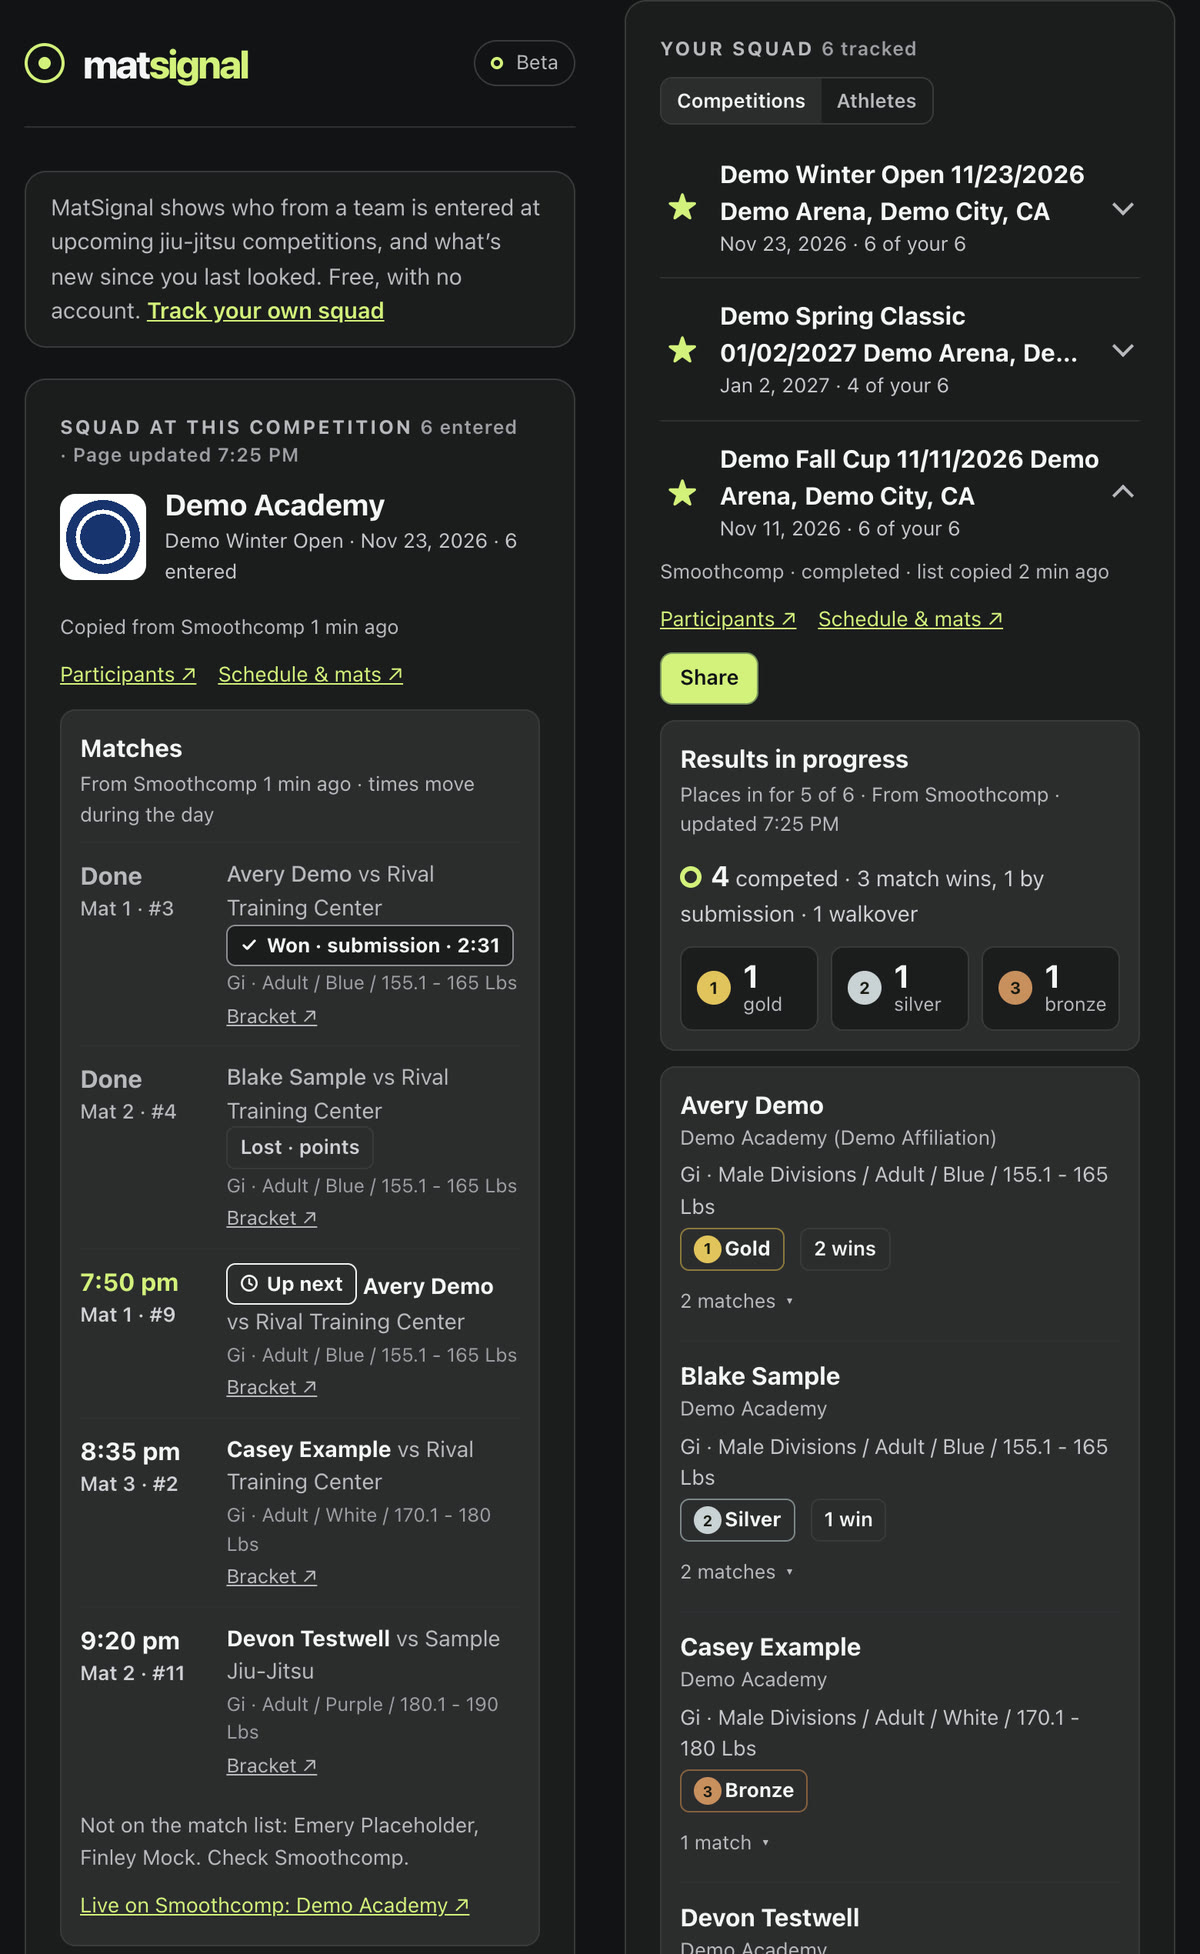 matsignal
Beta
MatSignal shows who from a team is entered at
upcoming jiu-jitsu competitions, and what's
new since you last looked. Free, with no
account. Track your own squad
SQUAD AT THIS COMPETITION 6 entered
· Page updated 7:25 PM
Demo Academy
Demo Winter Open · Nov 23, 2026 · 6
entered
Copied from Smoothcomp 1 min ago
Participants ↗ Schedule & mats ↗
Matches
From Smoothcomp 1 min ago · times move
during the day
Done
Mat 1 · #3
Avery Demo vs Rival
Training Center
✓ Won · submission · 2:31
Gi · Adult / Blue / 155.1 - 165 Lbs
Bracket ↗
Done
Mat 2 · #4
Blake Sample vs Rival
Training Center
Lost · points
Gi · Adult / Blue / 155.1 - 165 Lbs
Bracket ↗
7:50 pm
Mat 1 · #9
Up next Avery Demo
vs Rival Training Center
Gi · Adult / Blue / 155.1 - 165 Lbs
Bracket ↗
8:35 pm
Mat 3 · #2
Casey Example vs Rival
Training Center
Gi · Adult / White / 170.1 - 180
Lbs
Bracket ↗
9:20 pm
Mat 2 · #11
Devon Testwell vs Sample
Jiu-Jitsu
Gi · Adult / Purple / 180.1 - 190
Lbs
Bracket ↗
Not on the match list: Emery Placeholder,
Finley Mock. Check Smoothcomp.
Live on Smoothcomp: Demo Academy ↗
YOUR SQUAD 6 tracked
Competitions Athletes
Demo Winter Open 11/23/2026
Demo Arena, Demo City, CA
Nov 23, 2026 · 6 of your 6
Demo Spring Classic
01/02/2027 Demo Arena, De...
Jan 2, 2027 · 4 of your 6
Demo Fall Cup 11/11/2026 Demo
Arena, Demo City, CA
Nov 11, 2026 · 6 of your 6
Smoothcomp · completed · list copied 2 min ago
Participants ↗ Schedule & mats ↗
Share
Results in progress
Places in for 5 of 6 · From Smoothcomp ·
updated 7:25 PM
4 competed · 3 match wins, 1 by
submission · 1 walkover
1 1 gold
2 1 silver
3 1 bronze
Avery Demo
Demo Academy (Demo Affiliation)
Gi · Male Divisions / Adult / Blue / 155.1 - 165
Lbs
1 Gold 2 wins
2 matches ▾
Blake Sample
Demo Academy
Gi · Male Divisions / Adult / Blue / 155.1 - 165
Lbs
2 Silver 1 win
2 matches ▾
Casey Example
Demo Academy
Gi · Male Divisions / Adult / White / 170.1 -
180 Lbs
3 Bronze
1 match ▾
Devon Testwell
Demo Academy